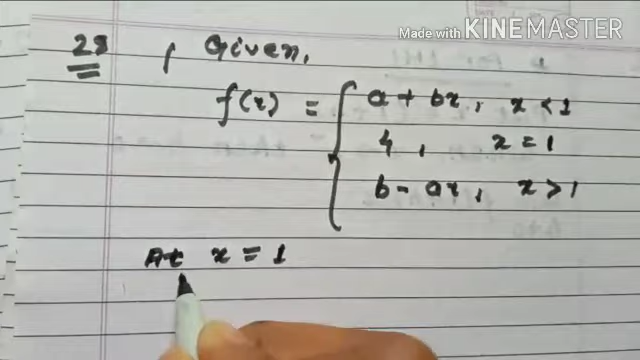 Made with KINEMASTER
28 , Given,
f(x) = { a + bx, x < 1
4, x = 1
b - ax, x > 1
At x = 1